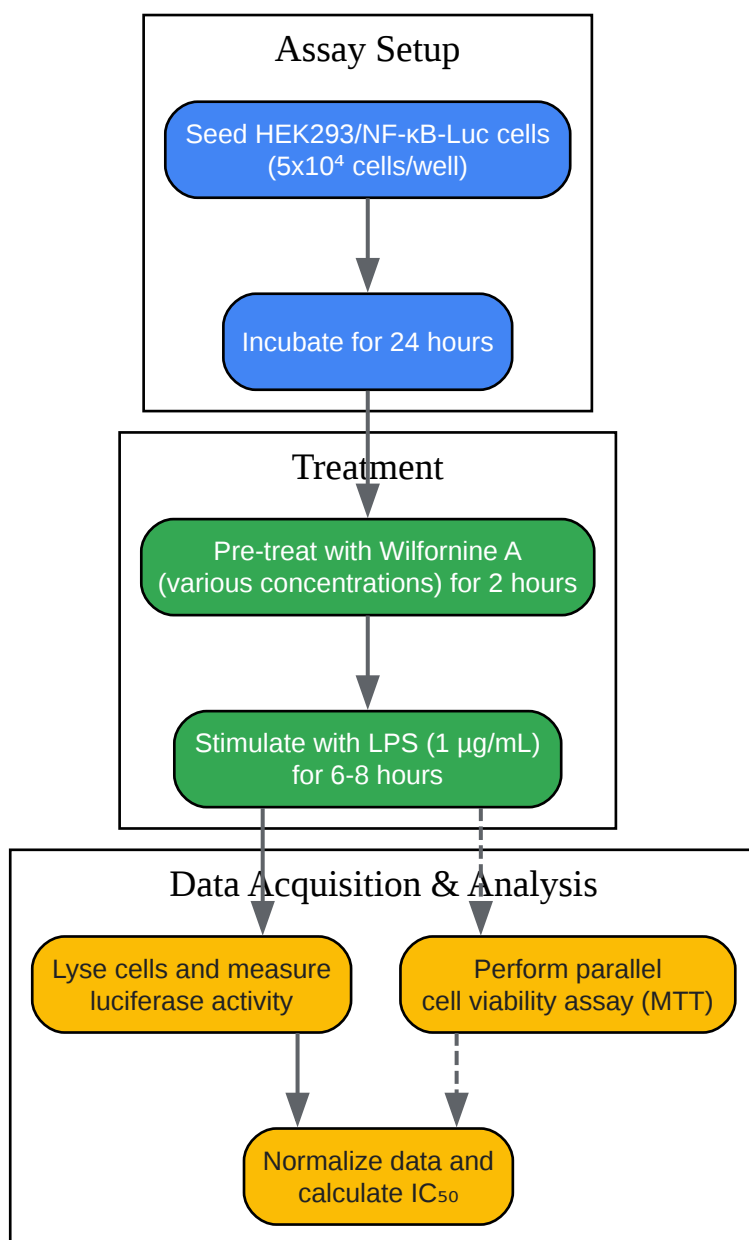 Assay Setup
Seed HEK293/NF-κB-Luc cells
(5x10⁴ cells/well)
Incubate for 24 hours
Treatment
Pre-treat with Wilfornine A
(various concentrations) for 2 hours
Stimulate with LPS (1 µg/mL)
for 6-8 hours
Data Acquisition & Analysis
Lyse cells and measure
luciferase activity
Perform parallel
cell viability assay (MTT)
Normalize data and
calculate IC₅₀